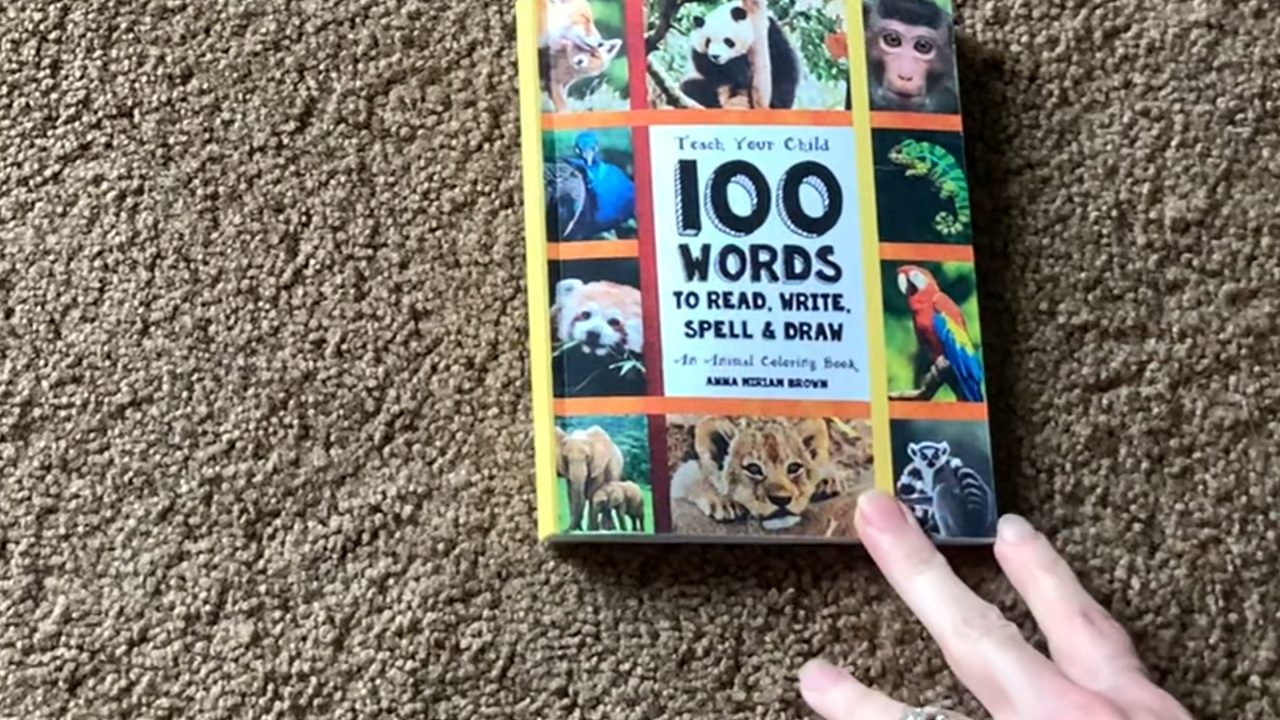 Teach Your Child
100
WORDS
TO READ, WRITE,
SPELL & DRAW
An Animal Coloring Book
ANNA MIRIAM BROWN